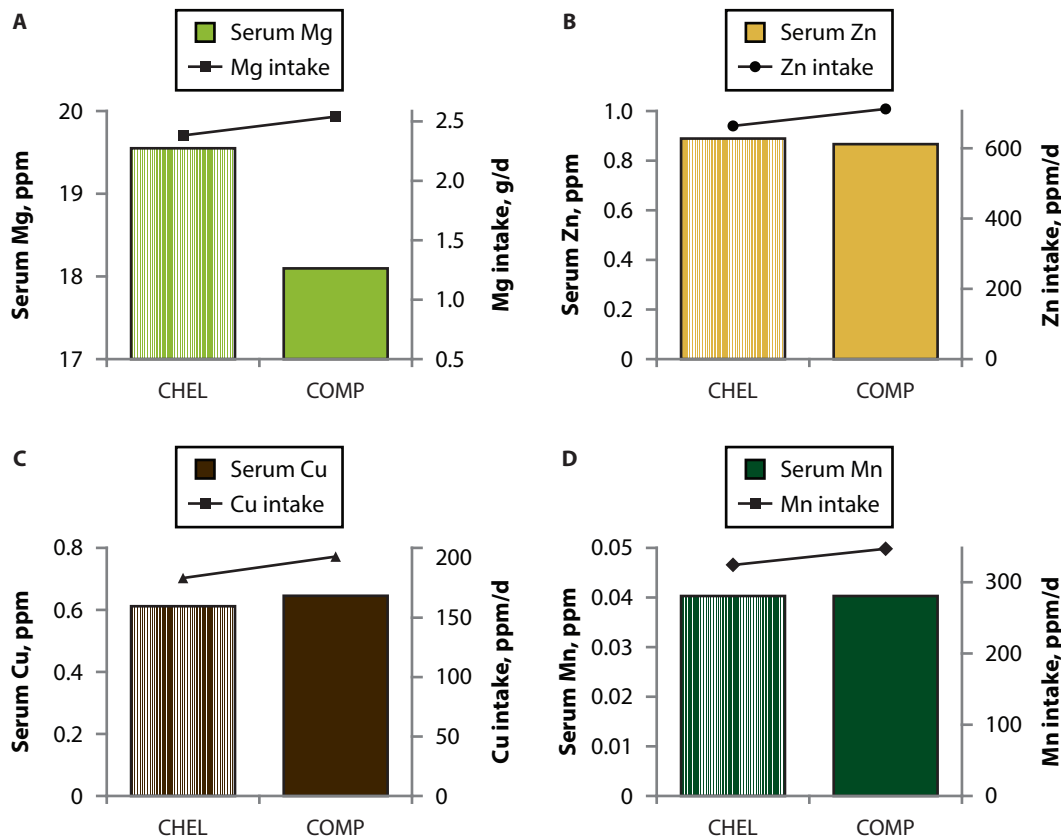 A
Serum Mg
Mg intake
Serum Mg, ppm
20
19
18
17
Mg intake, g/d
2.5
2.0
1.5
1.0
0.5
CHEL COMP
B
Serum Zn
Zn intake
Serum Zn, ppm
1.0
0.8
0.6
0.4
0.2
0
Zn intake, ppm/d
600
400
200
0
CHEL COMP
C
Serum Cu
Cu intake
Serum Cu, ppm
0.8
0.6
0.4
0.2
0
Cu intake, ppm/d
200
150
100
50
0
CHEL COMP
D
Serum Mn
Mn intake
Serum Mn, ppm
0.05
0.04
0.03
0.02
0.01
0
Mn intake, ppm/d
300
200
100
0
CHEL COMP